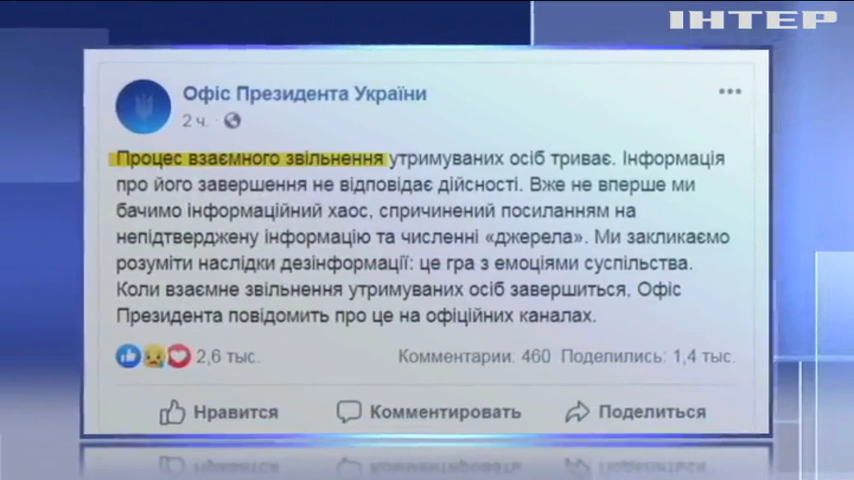 ІНТЕР
Офіс Президента України
2 ч. ·
Процес взаємного звільнення утримуваних осіб триває. Інформація
про його завершення не відповідає дійсності. Вже не вперше ми
бачимо інформаційний хаос, спричинений посиланням на
непідтверджену інформацію та численні «джерела». Ми закликаємо
розуміти наслідки дезінформації: це гра з емоціями суспільства.
Коли взаємне звільнення утримуваних осіб завершиться, Офіс
Президента повідомить про це на офіційних каналах.
2,6 тыс. Комментарии: 460 Поделились: 1,4 тыс.
Нравится Комментировать Поделиться